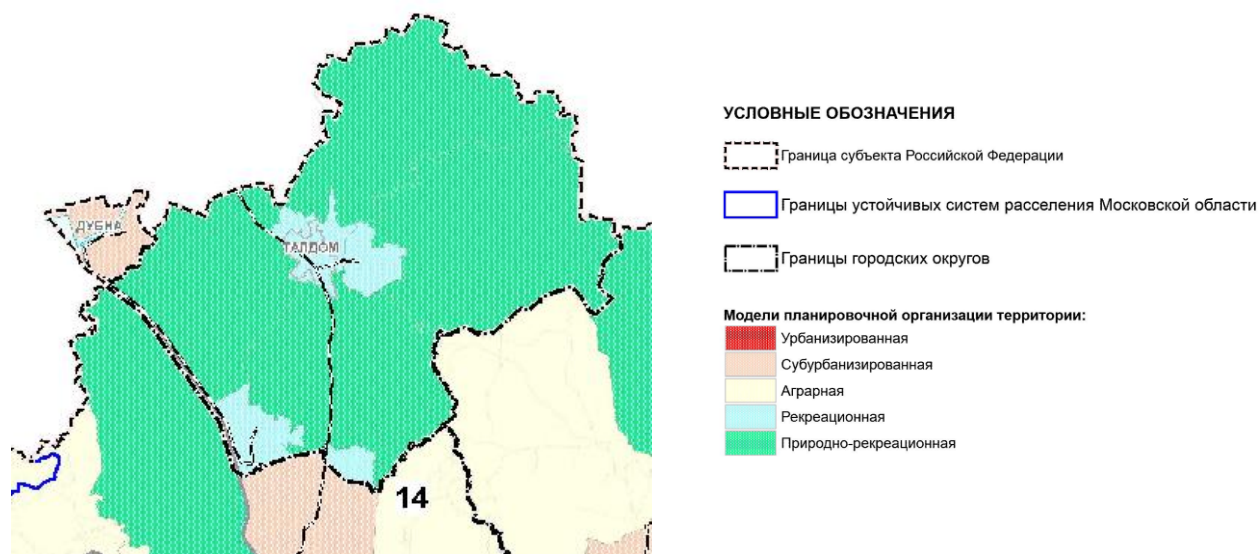 ДУБНА
ТАЛДОМ
14
УСЛОВНЫЕ ОБОЗНАЧЕНИЯ
Граница субъекта Российской Федерации
Границы устойчивых систем расселения Московской области
Границы городских округов
Модели планировочной организации территории:
Урбанизированная
Субурбанизированная
Аграрная
Рекреационная
Природно-рекреационная